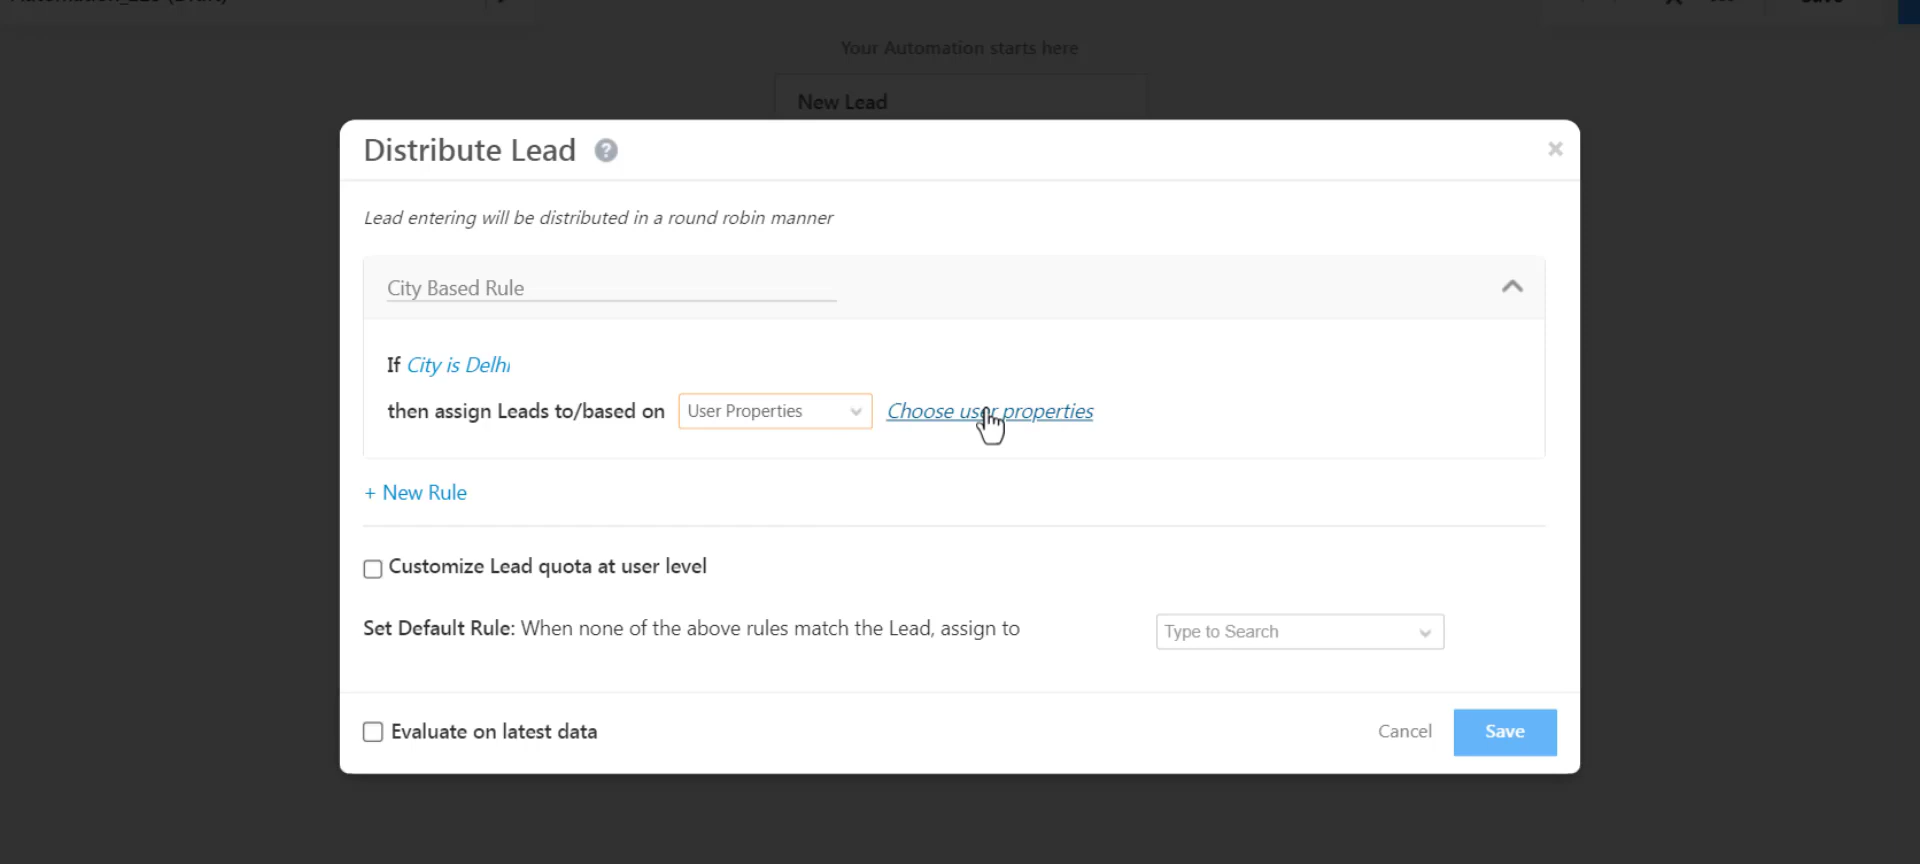 Your Automation starts here
New Lead
Distribute Lead ?
Lead entering will be distributed in a round robin manner
City Based Rule
If City is Delhi
then assign Leads to/based on User Properties Choose user properties
+ New Rule
Customize Lead quota at user level
Set Default Rule: When none of the above rules match the Lead, assign to Type to Search
Evaluate on latest data Cancel Save